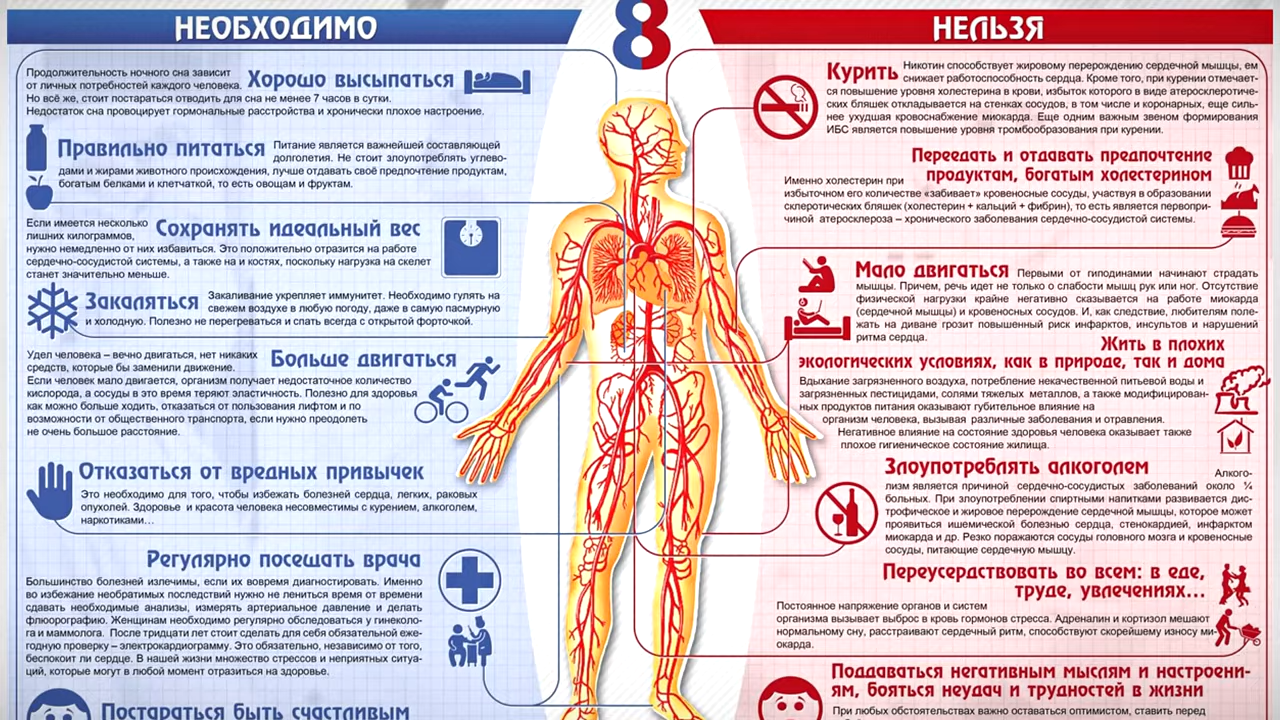 НЕОБХОДИМО
8
НЕЛЬЗЯ
Продолжительность ночного сна зависит
от личных потребностей каждого человека.
Хорошо высыпаться
Но всё же, стоит постараться отводить для сна не менее 7 часов в сутки.
Недостаток сна провоцирует гормональные расстройства и хронически плохое настроение.
Правильно питаться
Питание является важнейшей составляющей
долголетия. Не стоит злоупотреблять углево-
дами и жирами животного происхождения, лучше отдавать своё предпочтение продуктам,
богатым белками и клетчаткой, то есть овощам и фруктам.
Если имеется несколько
лишних килограммов,
Сохранять идеальный вес
нужно немедленно от них избавиться. Это положительно отразится на работе
сердечно-сосудистой системы, а также на и костях, поскольку нагрузка на скелет
станет значительно меньше.
Закаляться
Закаливание укрепляет иммунитет. Необходимо гулять на
свежем воздухе в любую погоду, даже в самую пасмурную
и холодную. Полезно не перегреваться и спать всегда с открытой форточкой.
Удел человека – вечно двигаться, нет никаких
средств, которые бы заменили движение.
Больше двигаться
Если человек мало двигается, организм получает недостаточное количество
кислорода, а сосуды в это время теряют эластичность. Полезно для здоровья
как можно больше ходить, отказаться от пользования лифтом и по
возможности от общественного транспорта, если нужно преодолеть
не очень большое расстояние.
Отказаться от вредных привычек
Это необходимо для того, чтобы избежать болезней сердца, легких, раковых
опухолей. Здоровье и красота человека несовместимы с курением, алкоголем,
наркотиками…
Регулярно посещать врача
Большинство болезней излечимы, если их вовремя диагностировать. Именно
во избежание необратимых последствий нужно не лениться время от времени
сдавать необходимые анализы, измерять артериальное давление и делать
флюорографию. Женщинам необходимо регулярно обследоваться у гинеколо-
га и маммолога. После тридцати лет стоит сделать для себя обязательной еже-
годную проверку – электрокардиограмму. Это обязательно, независимо от того,
беспокоит ли сердце. В нашей жизни множество стрессов и неприятных ситуа-
ций, которые могут в любой момент отразиться на здоровье.
Постараться быть счастливым
Курить
Никотин способствует жировому перерождению сердечной мышцы, ем
снижает работоспособность сердца. Кроме того, при курении отмечает-
ся повышение уровня холестерина в крови, избыток которого в виде атеросклероти-
ческих бляшек откладывается на стенках сосудов, в том числе и коронарных, еще силь-
нее ухудшая кровоснабжение миокарда. Еще одним важным звеном формирования
ИБС является повышение уровня тромбообразования при курении.
Переедать и отдавать предпочтение
продуктам, богатым холестерином
Именно холестерин при
избыточном его количестве «забивает» кровеносные сосуды, участвуя в образовании
склеротических бляшек (холестерин + кальций + фибрин), то есть является первопри-
чиной атеросклероза – хронического заболевания сердечно-сосудистой системы.
Мало двигаться
Первыми от гиподинамии начинают страдать
мышцы. Причем, речь идет не только о слабости мышц рук или ног. Отсутствие
физической нагрузки крайне негативно сказывается на работе миокарда
(сердечной мышцы) и кровеносных сосудов. И, как следствие, любителям поле-
жать на диване грозит повышенный риск инфарктов, инсультов и нарушений
ритма сердца.
Жить в плохих
экологических условиях, как в природе, так и дома
Вдыхание загрязненного воздуха, потребление некачественной питьевой воды и
загрязненных пестицидами, солями тяжелых металлов, а также модифицирован-
ных продуктов питания оказывают губительное влияние на
организм человека, вызывая различные заболевания и отравления.
Негативное влияние на состояние здоровья человека оказывает также
плохое гигиеническое состояние жилища.
Злоупотреблять алкоголем
Алкого-
лизм является причиной сердечно-сосудистых заболеваний около ¼
больных. При злоупотреблении спиртными напитками развивается дис-
трофическое и жировое перерождение сердечной мышцы, которое может
проявиться ишемической болезнью сердца, стенокардией, инфарктом
миокарда и др. Резко поражаются сосуды головного мозга и кровеносные
сосуды, питающие сердечную мышцу.
Переусердствовать во всем: в еде,
труде, увлечениях…
Постоянное напряжение органов и систем
организма вызывает выброс в кровь гормонов стресса. Адреналин и кортизол мешают
нормальному сну, расстраивают сердечный ритм, способствуют скорейшему износу ми-
окарда.
Поддаваться негативным мыслям и настроени-
ям, бояться неудач и трудностей в жизни
При любых обстоятельствах важно оставаться оптимистом, ставить перед